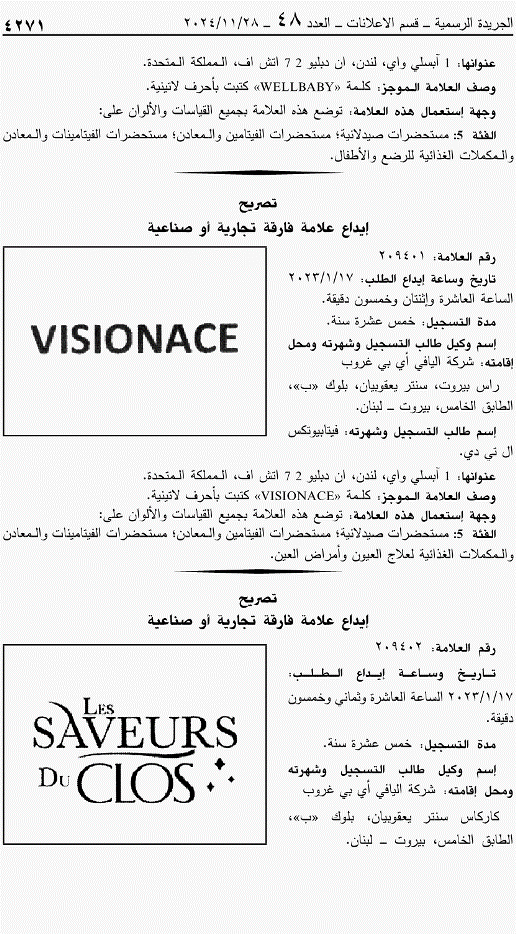 الجريدة الرسمية ـ قسم الاعلانات ـ العدد ٤٨ ـ ٢٠٢٤/١١/٢٨
٤٢٧١
عنوانها: 1 آبسلي واي، لندن، ان دبليو 2 7 اتش اف، المملكة المتحدة.
وصف العلامة الموجز: كلمة «WELLBABY» كتبت بأحرف لاتينية.
وجهة إستعمال هذه العلامة: توضع هذه العلامة بجميع القياسات والألوان على:
الفئة 5: مستحضرات صيدلانية؛ مستحضرات الفيتامين والمعادن؛ مستحضرات الفيتامينات والمعادن
والمكملات الغذائية للرضع والأطفال.
تصريح
إيداع علامة فارقة تجارية أو صناعية
رقم العلامة: ٢٠٩٤٠١
تاريخ وساعة إيداع الطلب: ٢٠٢٣/١/١٧
الساعة العاشرة وإثنتان وخمسون دقيقة.
مدة التسجيل: خمس عشرة سنة.
إسم وكيل طالب التسجيل وشهرته ومحل
إقامته: شركة اليافي أي بي غروب
راس بيروت، سنتر يعقوبيان، بلوك «ب»،
الطابق الخامس، بيروت ـ لبنان.
إسم طالب التسجيل وشهرته: فيتابيوتكس
ال تي دي.
VISIONACE
عنوانها: 1 آبسلي واي، لندن، ان دبليو 2 7 اتش اف، المملكة المتحدة.
وصف العلامة الموجز: كلمة «VISIONACE» كتبت بأحرف لاتينية.
وجهة إستعمال هذه العلامة: توضع هذه العلامة بجميع القياسات والألوان على:
الفئة 5: مستحضرات صيدلانية؛ مستحضرات الفيتامين والمعادن؛ مستحضرات الفيتامينات والمعادن
والمكملات الغذائية لعلاج العيون وأمراض العين.
تصريح
إيداع علامة فارقة تجارية أو صناعية
رقم العلامة: ٢٠٩٤٠٢
تاريخ وساعة إيداع الطلب:
٢٠٢٣/١/١٧ الساعة العاشرة وثماني وخمسون
دقيقة.
مدة التسجيل: خمس عشرة سنة.
إسم وكيل طالب التسجيل وشهرته
ومحل إقامته: شركة اليافي أي بي غروب
كاركاس سنتر يعقوبيان، بلوك «ب»،
الطابق الخامس، بيروت ـ لبنان.
LES
SAVEURS
DU CLOS